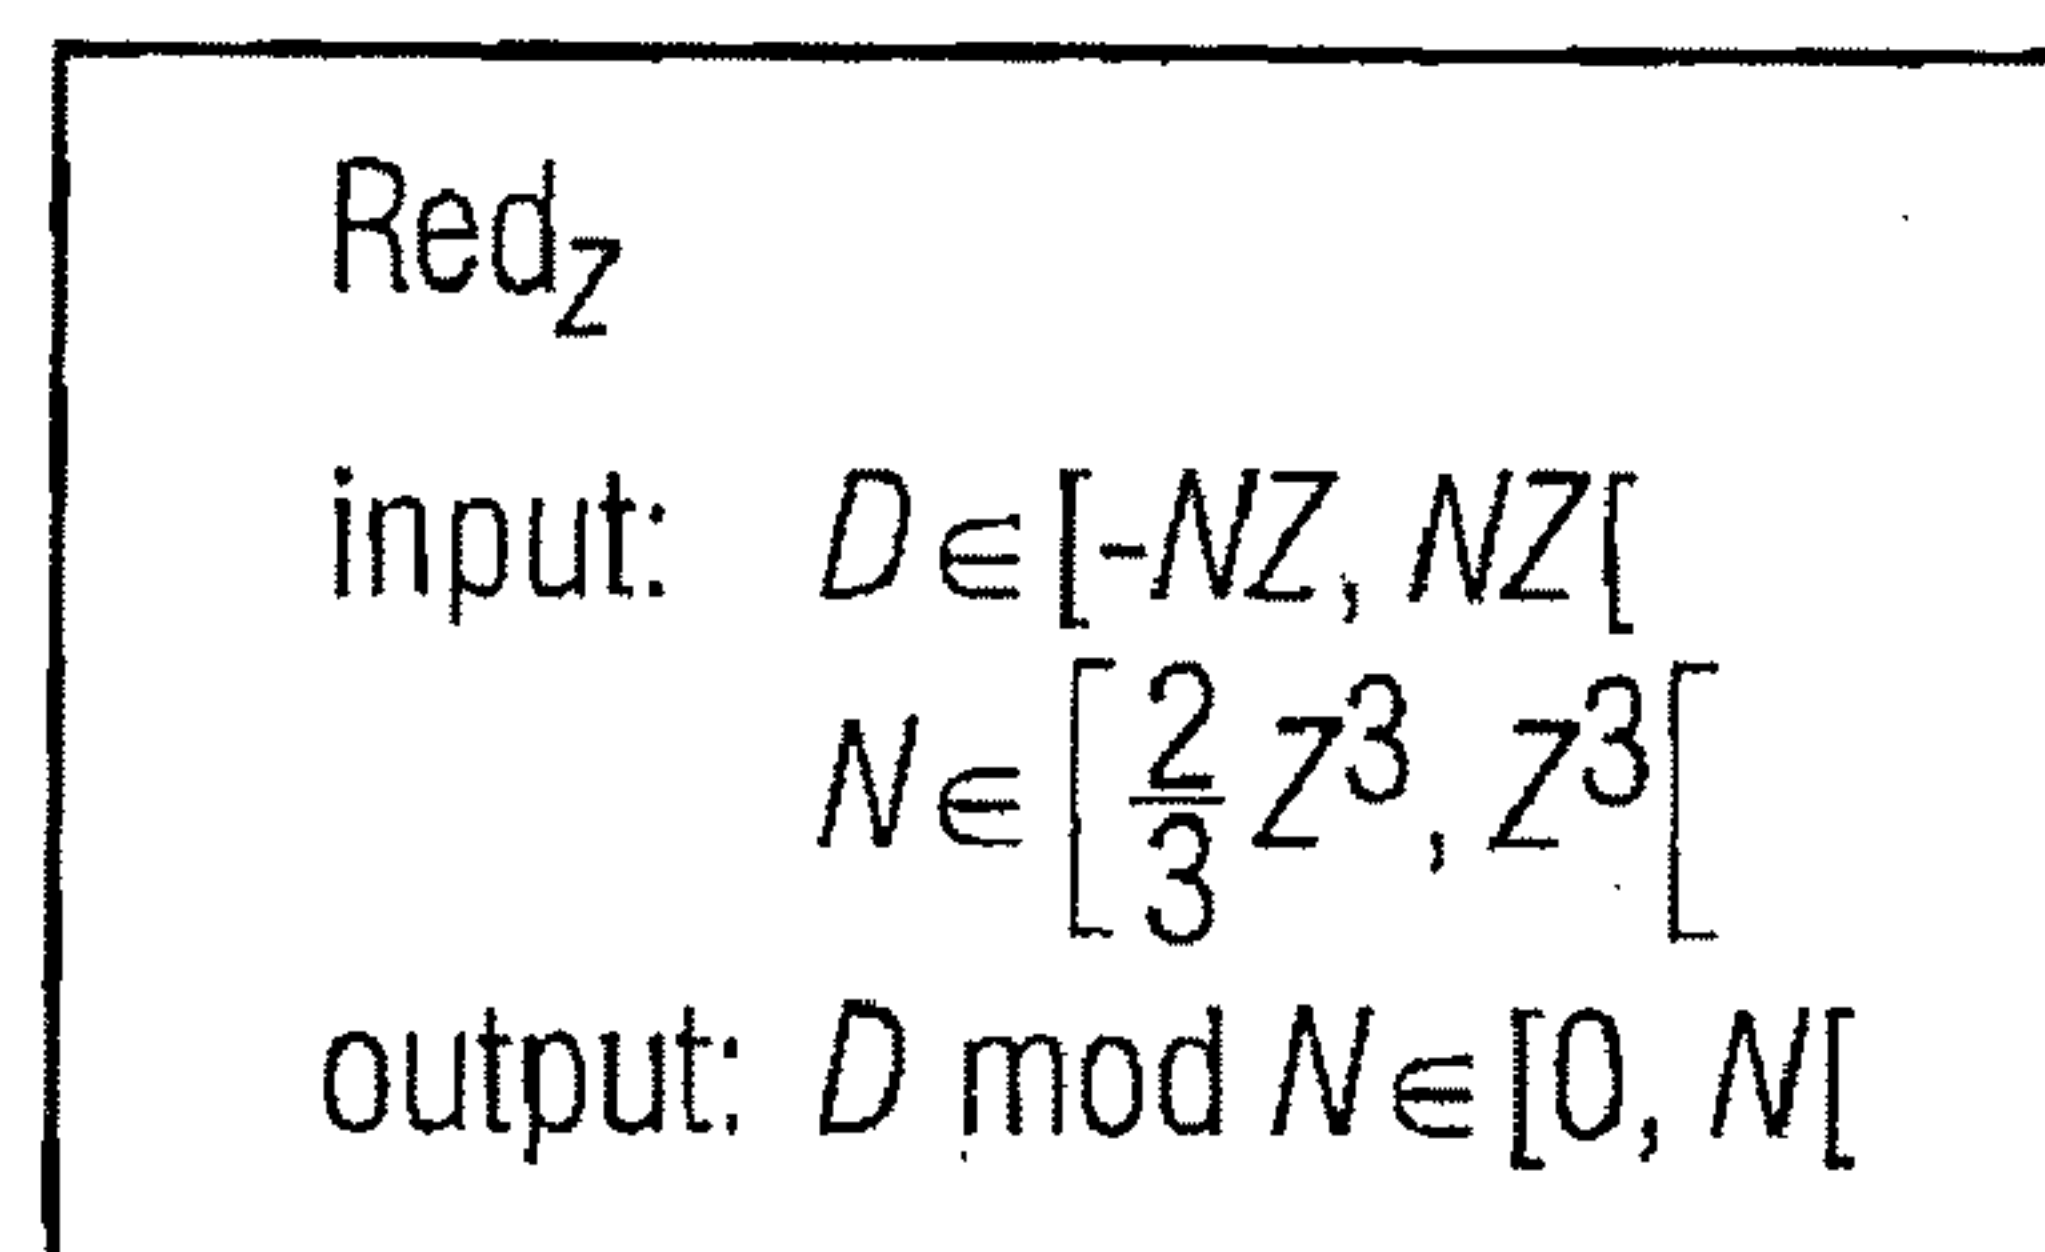 Red_Z
input: D ∈ [-NZ, NZ[
N ∈ [2/3 Z^3, Z^3[
output: D mod N ∈ [0, N[